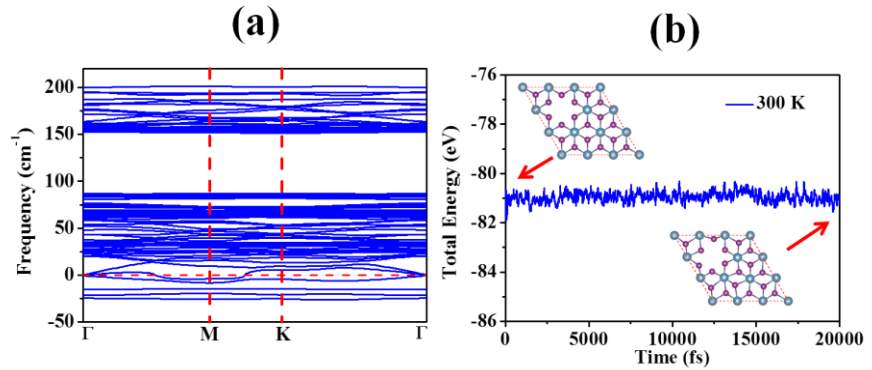 (a)
(b)
Frequency (cm⁻¹)
200
150
100
50
0
-50
Γ
M
K
Γ
Total Energy (eV)
-76
-78
-80
-82
-84
-86
300 K
0
5000
10000
15000
20000
Time (fs)